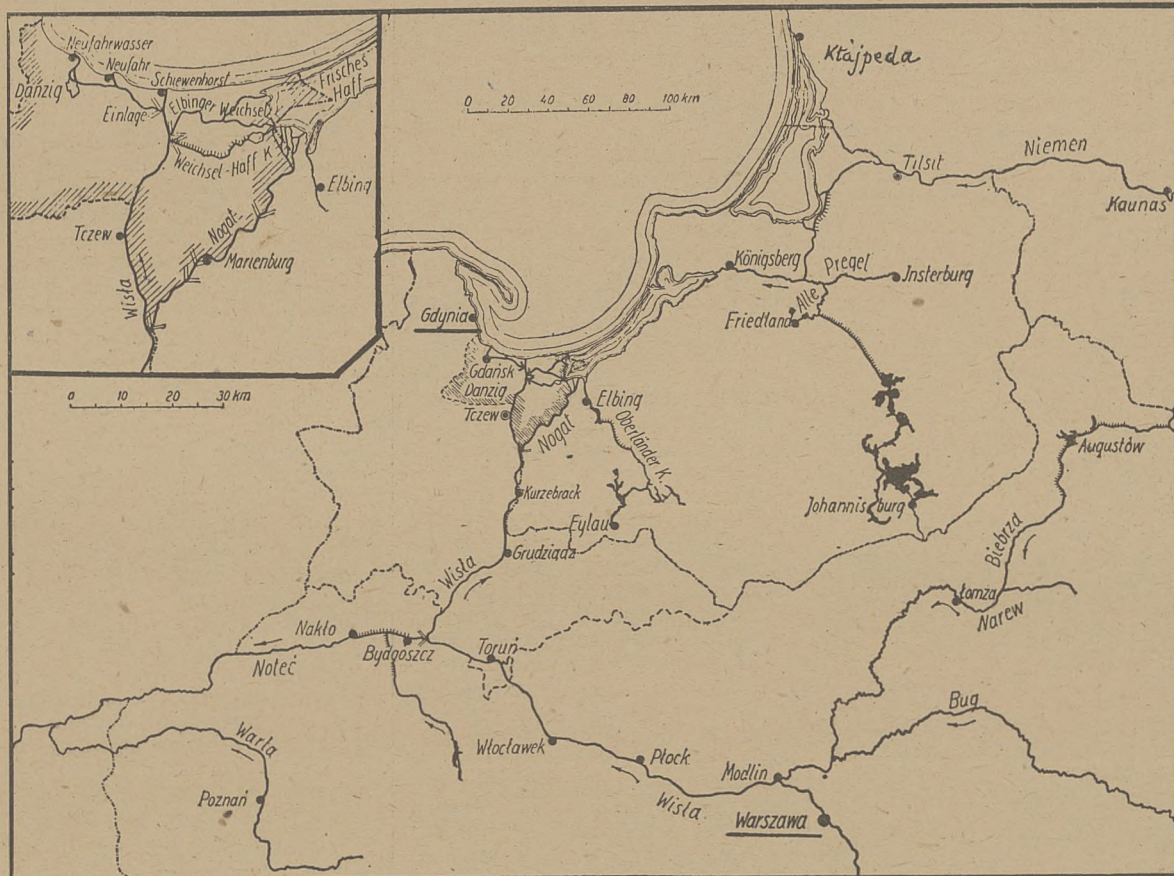 Neufahrwasser
Neufahr
Schiewenhorst
Danzig
Einlage
Elbinger Weichsel
Frisches
Haff
Weichsel-Haff K.
Elbing
Tczew
Nogat
Marienburg
Wisła
0 10 20 30 km
0 20 40 60 80 100 km
Kłajpeda
Niemen
Tilsit
Kaunas
Königsberg
Pregel
Insterburg
Alle
Friedland
Gdynia
Gdańsk
Danzig
Tczew
Elbing
Nogat
Oberländer K.
Augustów
Kurzebrack
Johannisburg
Eylau
Biebrza
Grudziądz
Wisła
Łomża
Narew
Nakło
Bydgoszcz
Toruń
Noteć
Bug
Warta
Włocławek
Płock
Modlin
Poznań
Wisła
Warszawa